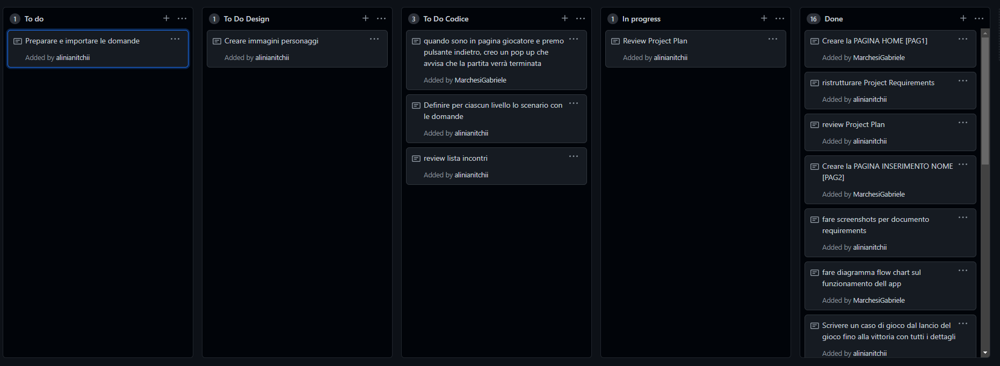 1 To do
Preparare e importare le domande
Added by alinianitchii
1 To Do Design
Creare immagini personaggi
Added by alinianitchii
3 To Do Codice
quando sono in pagina giocatore e premo
pulsante indietro, creo un pop up che
avvisa che la partita verrà terminata
Added by MarchesiGabriele
Definire per ciascun livello lo scenario con
le domande
Added by alinianitchii
review lista incontri
Added by alinianitchii
1 In progress
Review Project Plan
Added by alinianitchii
16 Done
Creare la PAGINA HOME [PAG1]
Added by MarchesiGabriele
ristrutturare Project Requirements
Added by alinianitchii
review Project Plan
Added by alinianitchii
Creare la PAGINA INSERIMENTO NOME
[PAG2]
Added by MarchesiGabriele
fare screenshots per documento
requirements
Added by alinianitchii
fare diagramma flow chart sul
funzionamento dell app
Added by MarchesiGabriele
Scrivere un caso di gioco dal lancio del
gioco fino alla vittoria con tutti i dettagli
Added by alinianitchii